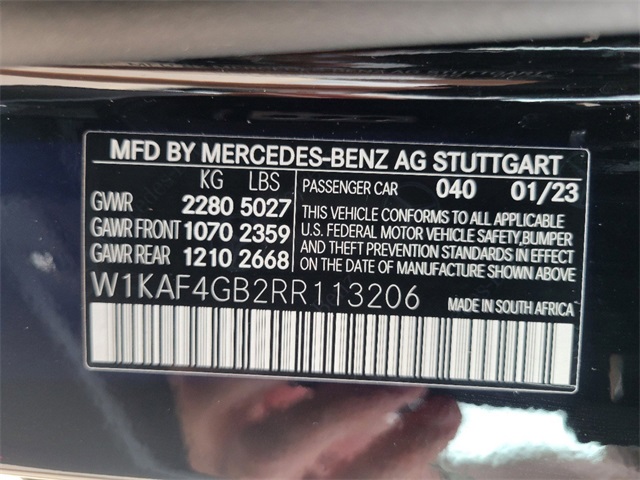 MFD BY MERCEDES-BENZ AG STUTTGART
KG LBS
GWR 2280 5027
GAWR FRONT 1070 2359
GAWR REAR 1210 2668
PASSENGER CAR 040 01/23
THIS VEHICLE CONFORMS TO ALL APPLICABLE
U.S. FEDERAL MOTOR VEHICLE SAFETY,BUMPER
AND THEFT PREVENTION STANDARDS IN EFFECT
ON THE DATE OF MANUFACTURE SHOWN ABOVE.
W1KAF4GB2RR113206
MADE IN SOUTH AFRICA